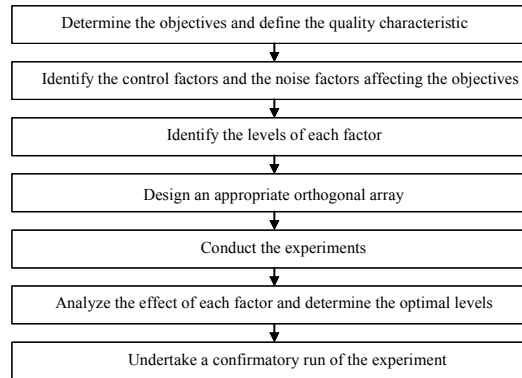 Determine the objectives and define the quality characteristic
Identify the control factors and the noise factors affecting the objectives
Identify the levels of each factor
Design an appropriate orthogonal array
Conduct the experiments
Analyze the effect of each factor and determine the optimal levels
Undertake a confirmatory run of the experiment